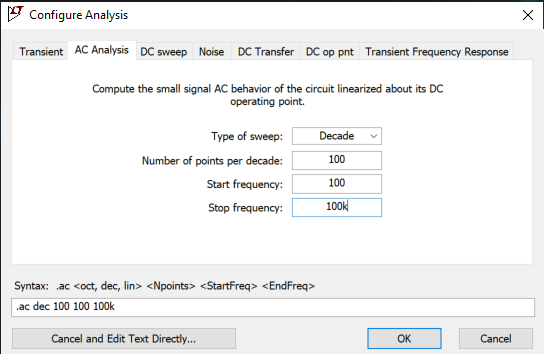 Configure Analysis
Transient AC Analysis DC sweep Noise DC Transfer DC op pnt Transient Frequency Response
Compute the small signal AC behavior of the circuit linearized about its DC
operating point.
Type of sweep: Decade
Number of points per decade: 100
Start frequency: 100
Stop frequency: 100k
Syntax: .ac <oct, dec, lin> <Npoints> <StartFreq> <EndFreq>
.ac dec 100 100 100k
Cancel and Edit Text Directly... OK Cancel